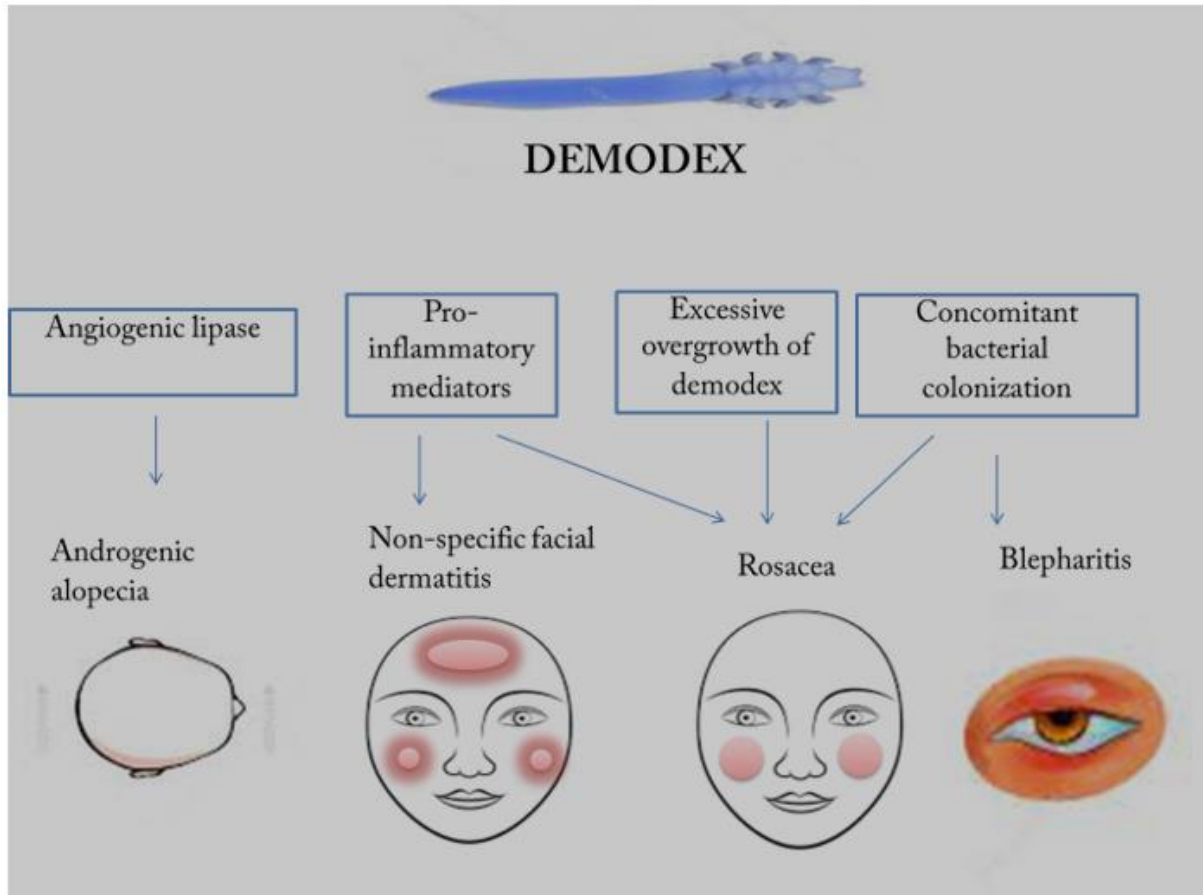 DEMODEX
Angiogenic lipase
Pro-
inflammatory
mediators
Excessive
overgrowth of
demodex
Concomitant
bacterial
colonization
Androgenic
alopecia
Non-specific facial
dermatitis
Rosacea
Blepharitis